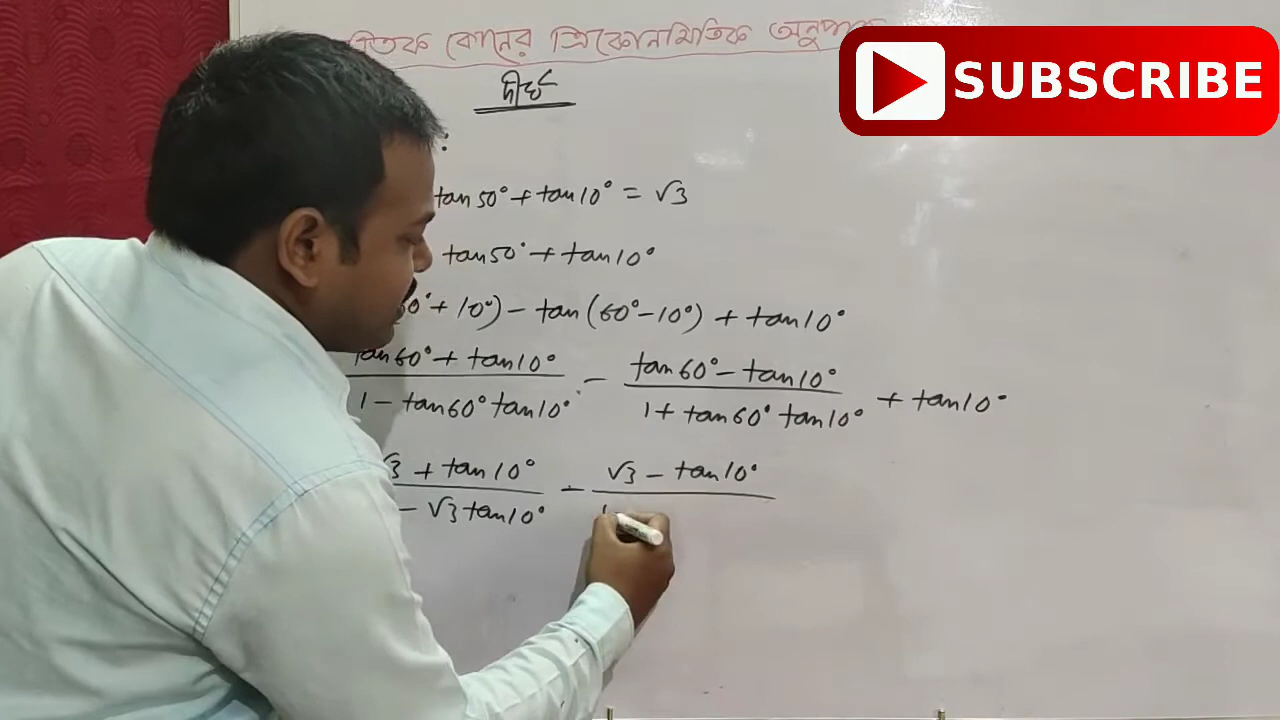 কোনের ত্রিকোনমিতিক
SUBSCRIBE
দীর্ঘ
:
tan 50° + tan 10° = √3
tan 50° + tan 10°
0° + 10°) - tan (60° - 10°) + tan 10°
tan 60° + tan 10° / 1 - tan 60° tan 10° - tan 60° - tan 10° / 1 + tan 60° tan 10° + tan 10°
√3 + tan 10° / - √3 tan 10° - √3 - tan 10° / 1